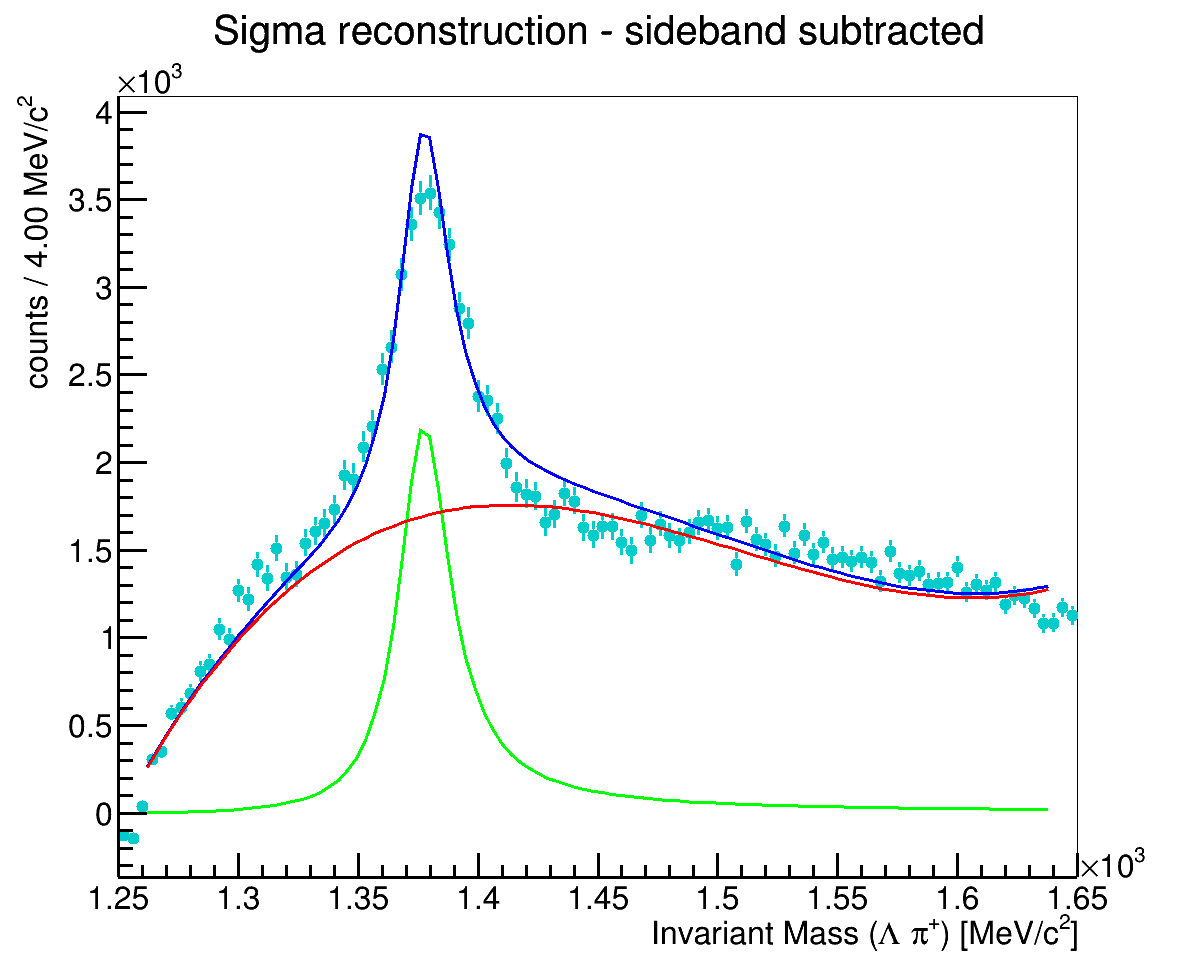 Sigma reconstruction - sideband subtracted
×10³
counts / 4.00 MeV/c²
4
3.5
3
2.5
2
1.5
1
0.5
0
1.25 1.3 1.35 1.4 1.45 1.5 1.55 1.6 1.65
×10³
Invariant Mass (Λ π⁺) [MeV/c²]